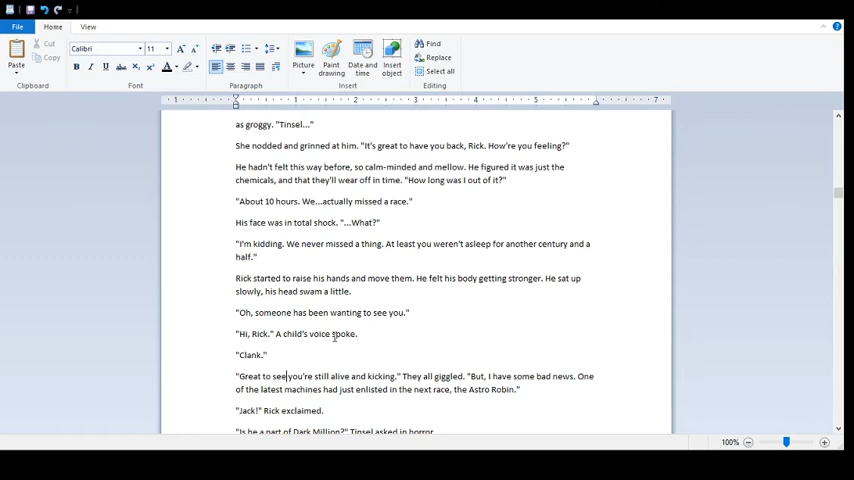 File
Home
View
Cut
Copy
Paste
Clipboard
Calibri
11
Font
Paragraph
Picture
Paint
drawing
Date and
time
Insert
object
Insert
Find
Replace
Select all
Editing
1 1 2 3 4 5 7
as groggy. "Tinsel..."
She nodded and grinned at him. "It's great to have you back, Rick. How're you feeling?"
He hadn't felt this way before, so calm-minded and mellow. He figured it was just the
chemicals, and that they'll wear off in time. "How long was I out of it?"
"About 10 hours. We...actually missed a race."
His face was in total shock. "...What?"
"I'm kidding. We never missed a thing. At least you weren't asleep for another century and a
half."
Rick started to raise his hands and move them. He felt his body getting stronger. He sat up
slowly, his head swam a little.
"Oh, someone has been wanting to see you."
"Hi, Rick." A child's voice spoke.
"Clank."
"Great to see you're still alive and kicking." They all giggled. "But, I have some bad news. One
of the latest machines had just enlisted in the next race, the Astro Robin."
"Jack!" Rick exclaimed.
"Is he a part of Dark Million?" Tinsel asked in horror.
100%